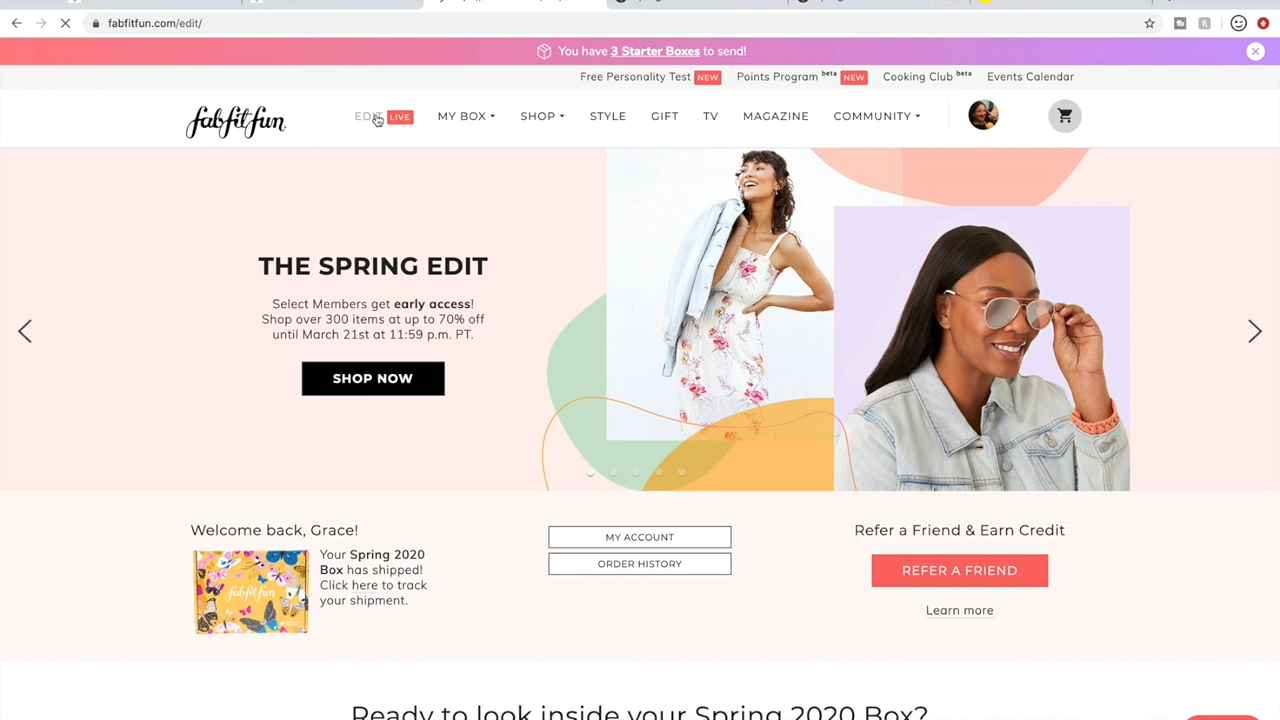 fabfitfun.com/edit/
You have 3 Starter Boxes to send!
Free Personality Test NEW Points Program beta NEW Cooking Club beta Events Calendar
fabfitfun
EDIT LIVE MY BOX SHOP STYLE GIFT TV MAGAZINE COMMUNITY
THE SPRING EDIT
Select Members get early access!
Shop over 300 items at up to 70% off
until March 21st at 11:59 p.m. PT.
SHOP NOW
Welcome back, Grace!
Your Spring 2020
Box has shipped!
Click here to track
your shipment.
fabfitfun
MY ACCOUNT
ORDER HISTORY
Refer a Friend & Earn Credit
REFER A FRIEND
Learn more
Ready to look inside your Spring 2020 Box?